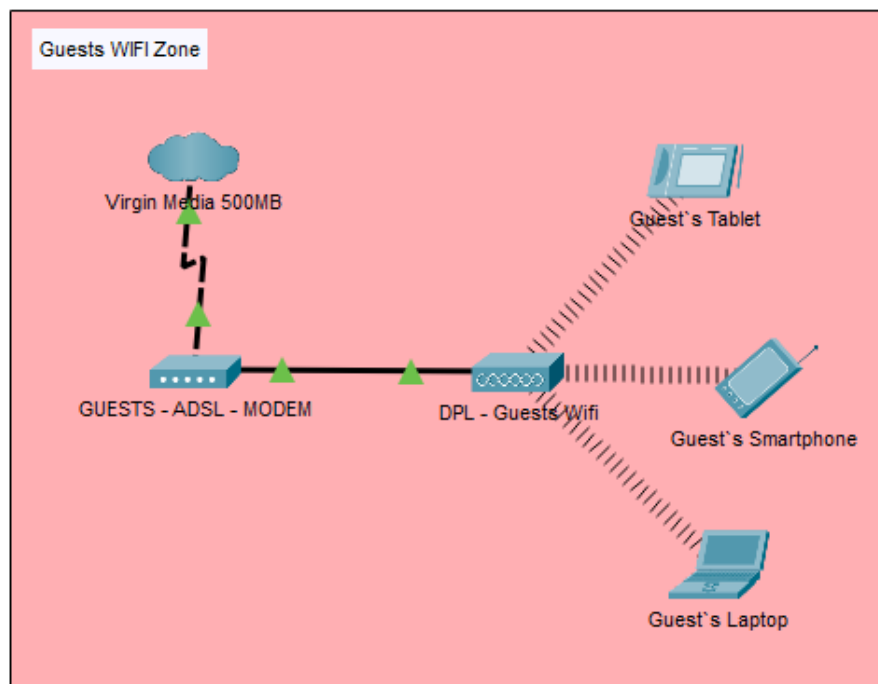 Guests WIFI Zone
Virgin Media 500MB
Guest`s Tablet
GUESTS - ADSL - MODEM
DPL - Guests Wifi
Guest`s Smartphone
Guest`s Laptop